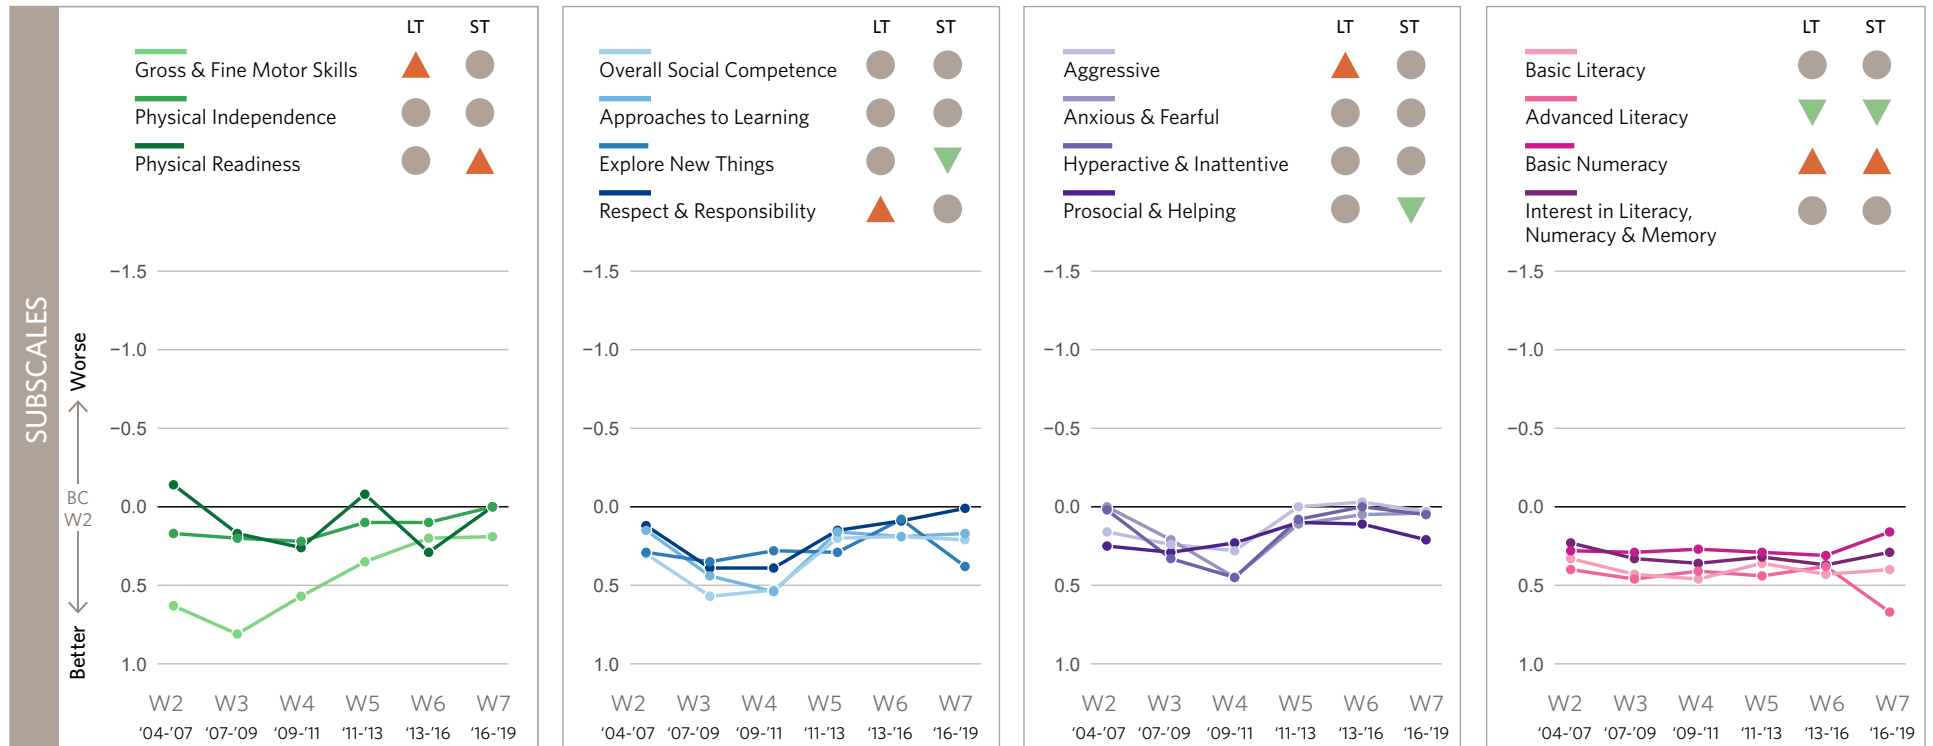 SUBSCALES
Worse
BC
W2
Better
LT ST
Gross & Fine Motor Skills
Physical Independence
Physical Readiness
−1.5
−1.0
−0.5
0.0
0.5
1.0
W2 W3 W4 W5 W6 W7
‘04-’07 ‘07-’09 ‘09-’11 ‘11-’13 ‘13-’16 ‘16-’19
LT ST
Overall Social Competence
Approaches to Learning
Explore New Things
Respect & Responsibility
−1.5
−1.0
−0.5
0.0
0.5
1.0
W2 W3 W4 W5 W6 W7
‘04-’07 ‘07-’09 ‘09-’11 ‘11-’13 ‘13-’16 ‘16-’19
LT ST
Aggressive
Anxious & Fearful
Hyperactive & Inattentive
Prosocial & Helping
−1.5
−1.0
−0.5
0.0
0.5
1.0
W2 W3 W4 W5 W6 W7
‘04-’07 ‘07-’09 ‘09-’11 ‘11-’13 ‘13-’16 ‘16-’19
LT ST
Basic Literacy
Advanced Literacy
Basic Numeracy
Interest in Literacy,
Numeracy & Memory
−1.5
−1.0
−0.5
0.0
0.5
1.0
W2 W3 W4 W5 W6 W7
‘04-’07 ‘07-’09 ‘09-’11 ‘11-’13 ‘13-’16 ‘16-’19